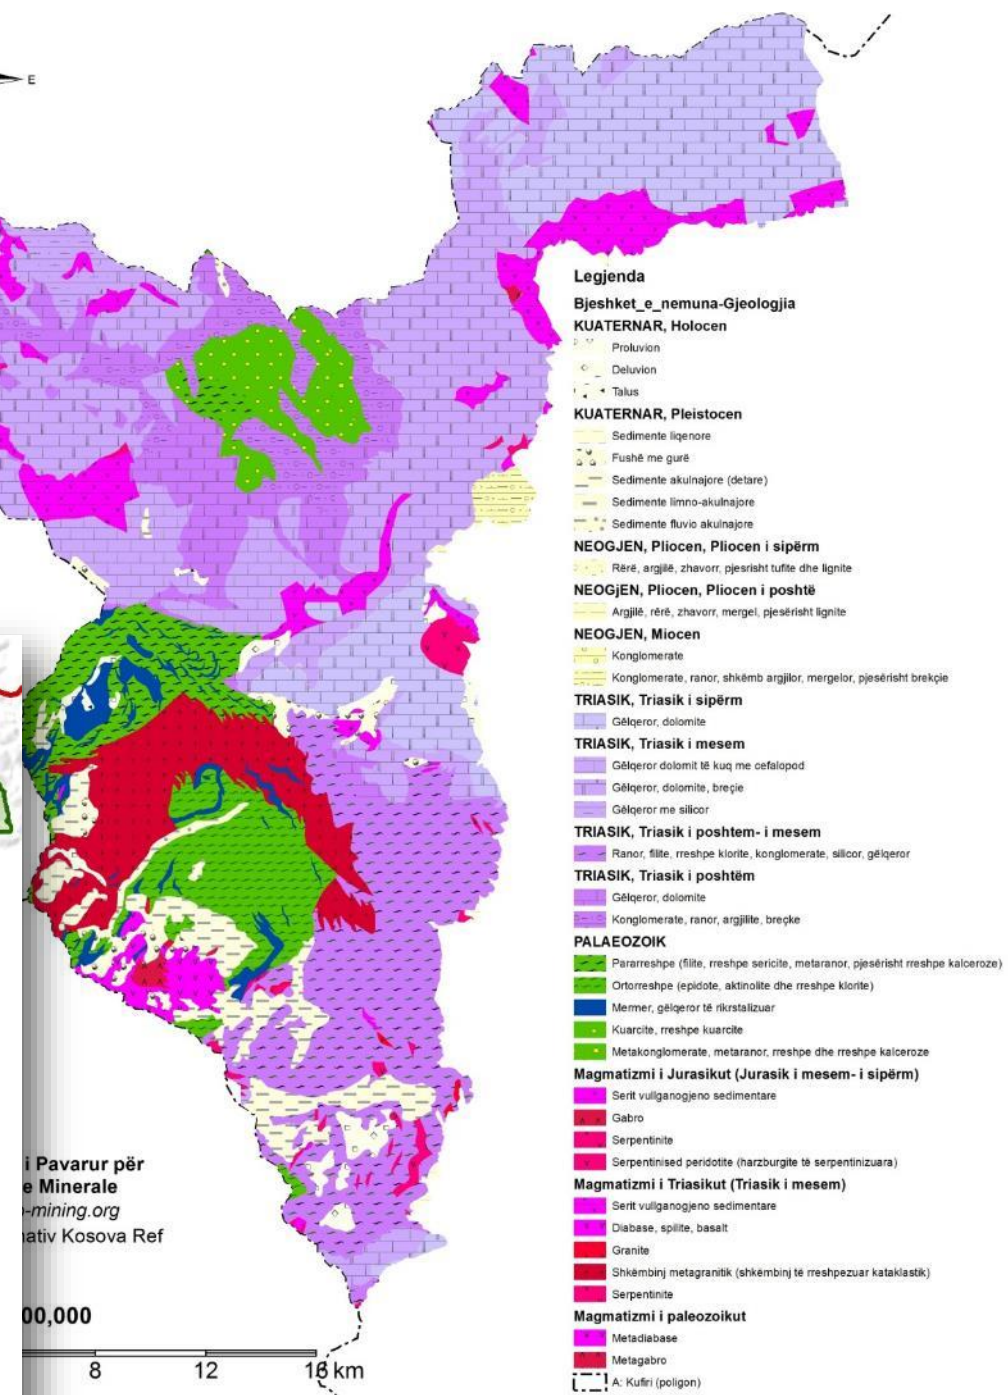 E
Legjenda
Bjeshket_e_nemuna-Gjeologjia
KUATERNAR, Holocen
Proluvion
Deluvion
Talus
KUATERNAR, Pleistocen
Sedimente liqenore
Fushë me gurë
Sedimente akulnajore (detare)
Sedimente limno-akulnajore
Sedimente fluvio akulnajore
NEOGJEN, Pliocen, Pliocen i sipërm
Rërë, argjilë, zhavorr, pjesrisht tufite dhe lignite
NEOGjEN, Pliocen, Pliocen i poshtë
Argjilë, rërë, zhavorr, mergel, pjesërisht lignite
NEOGJEN, Miocen
Konglomerate
Konglomerate, ranor, shkëmb argjilor, mergelor, pjesërisht brekçie
TRIASIK, Triasik i sipërm
Gëlqeror, dolomite
TRIASIK, Triasik i mesem
Gëlqeror dolomit të kuq me cefalopod
Gëlqeror, dolomite, breçie
Gëlqeror me silicor
TRIASIK, Triasik i poshtem- i mesem
Ranor, filite, rreshpe klorite, konglomerate, silicor, gëlqeror
TRIASIK, Triasik i poshtëm
Gëlqeror, dolomite
Konglomerate, ranor, argjilite, breçke
PALAEOZOIK
Pararreshpe (filite, rreshpe sericite, metaranor, pjesërisht rreshpe kalceroze)
Ortorreshpe (epidote, aktinolite dhe rreshpe klorite)
Mermer, gëlqeror të rikrstalizuar
Kuarcite, rreshpe kuarcite
Metakonglomerate, metaranor, rreshpe dhe rreshpe kalceroze
Magmatizmi i Jurasikut (Jurasik i mesem- i sipërm)
Serit vullganogjeno sedimentare
Gabro
Serpentinite
Serpentinised peridotite (harzburgite të serpentinizuara)
Magmatizmi i Triasikut (Triasik i mesem)
Serit vullganogjeno sedimentare
Diabase, spilite, basalt
Granite
Shkëmbinj metagranitik (shkëmbinj të rreshpezuar kataklastik)
Serpentinite
Magmatizmi i paleozoikut
Metadiabase
Metagabro
A: Kufiri (poligon)
i Pavarur për
e Minerale
-mining.org
ativ Kosova Ref
00,000
8 12 16 km